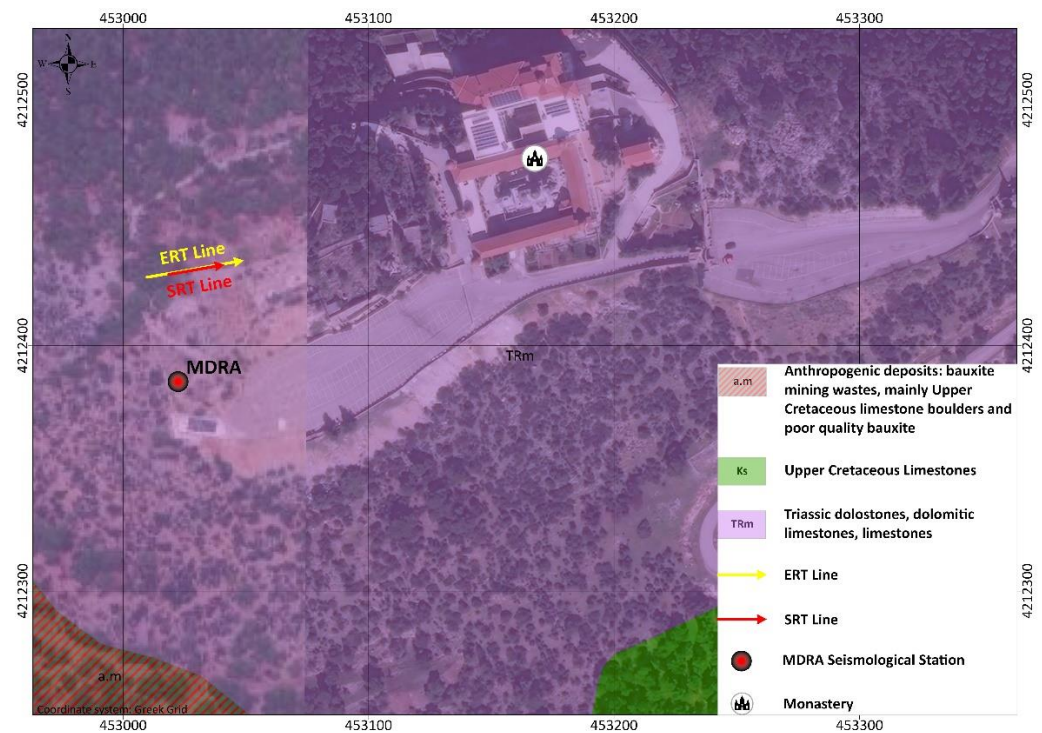 453000 453100 453200 453300
N
W E
S
4212500 4212500
ERT Line
SRT Line
4212400 4212400
TRm
MDRA
a.m
Anthropogenic deposits: bauxite
mining wastes, mainly Upper
Cretaceous limestone boulders and
poor quality bauxite
Ks
Upper Cretaceous Limestones
TRm
Triassic dolostones, dolomitic
limestones, limestones
ERT Line
SRT Line
MDRA Seismological Station
Monastery
4212300 4212300
a.m
Coordinate system: Greek Grid
453000 453100 453200 453300